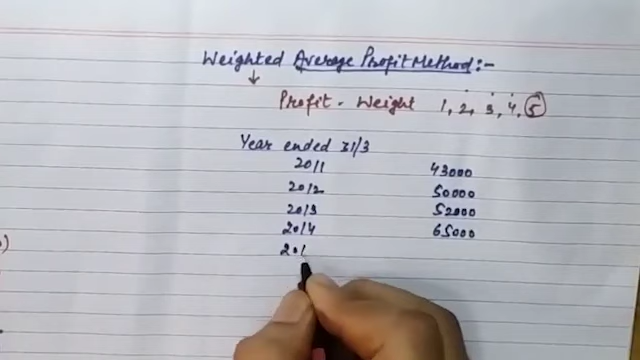 Weighted Average Profit Method:-
↓
Profit - Weight 1, 2, 3, 4, 5
Year ended 31/3
2011 43000
2012 50000
2013 52000
2014 65000
201
)